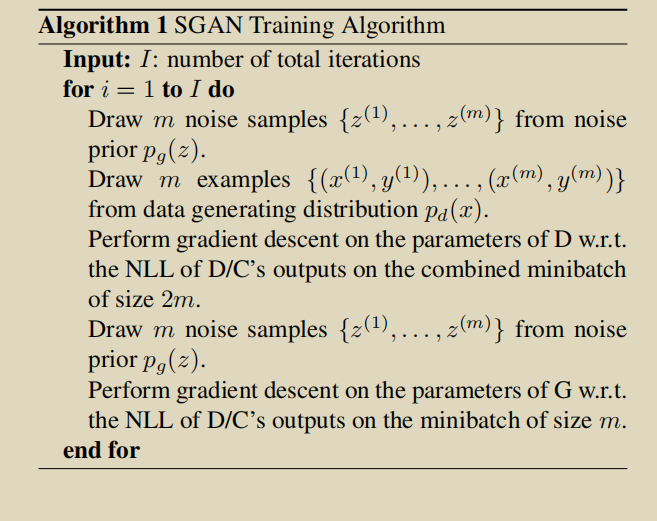 Algorithm 1 SGAN Training Algorithm
Input: I: number of total iterations
for i = 1 to I do
Draw m noise samples {z^(1), . . . , z^(m)} from noise
prior p_g(z).
Draw m examples {(x^(1), y^(1)), . . . , (x^(m), y^(m))}
from data generating distribution p_d(x).
Perform gradient descent on the parameters of D w.r.t.
the NLL of D/C's outputs on the combined minibatch
of size 2m.
Draw m noise samples {z^(1), . . . , z^(m)} from noise
prior p_g(z).
Perform gradient descent on the parameters of G w.r.t.
the NLL of D/C's outputs on the minibatch of size m.
end for